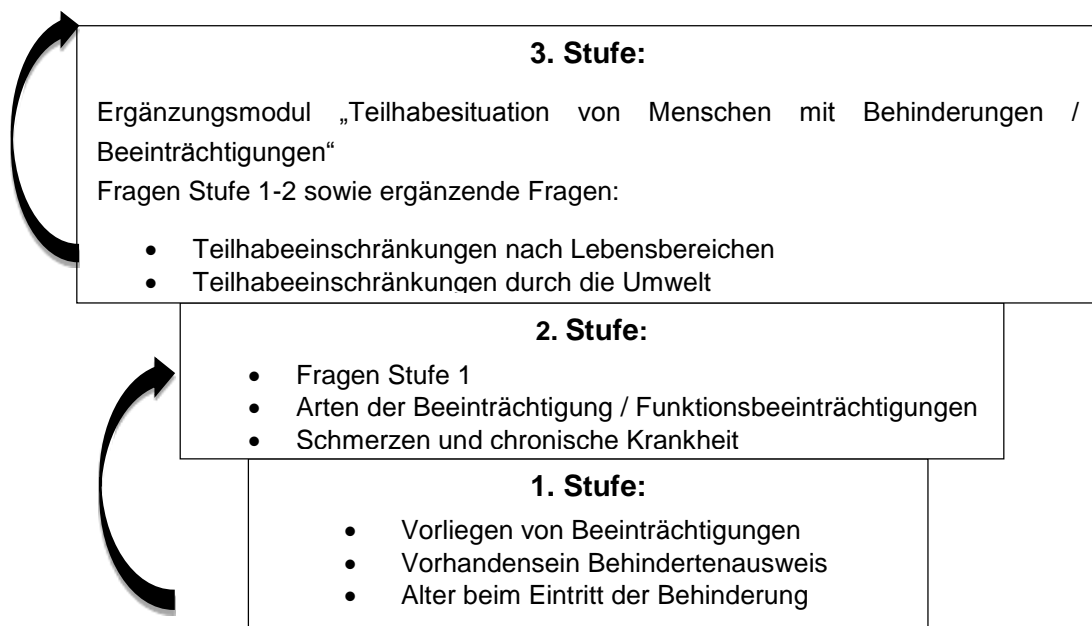 3. Stufe:
Ergänzungsmodul „Teilhabesituation von Menschen mit Behinderungen /
Beeinträchtigungen“
Fragen Stufe 1-2 sowie ergänzende Fragen:
• Teilhabeeinschränkungen nach Lebensbereichen
• Teilhabeeinschränkungen durch die Umwelt
2. Stufe:
• Fragen Stufe 1
• Arten der Beeinträchtigung / Funktionsbeeinträchtigungen
• Schmerzen und chronische Krankheit
1. Stufe:
• Vorliegen von Beeinträchtigungen
• Vorhandensein Behindertenausweis
• Alter beim Eintritt der Behinderung